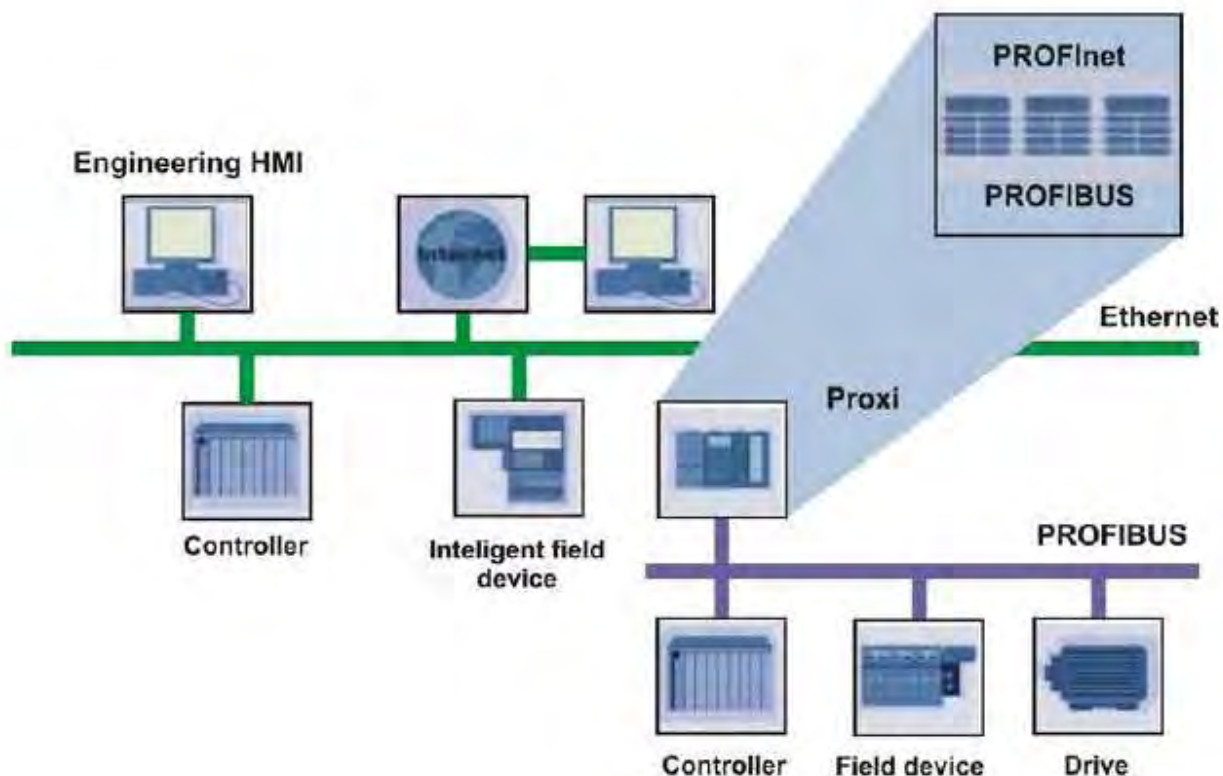 PROFInet
PROFIBUS
Engineering HMI
Internet
Ethernet
Proxi
Controller
Inteligent field
device
PROFIBUS
Controller
Field device
Drive